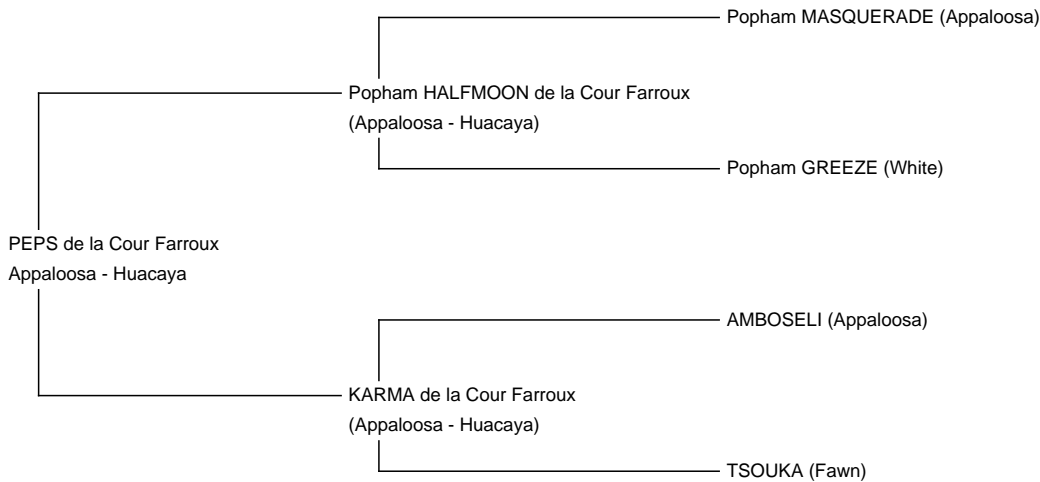 Popham MASQUERADE (Appaloosa)
Popham HALFMOON de la Cour Farroux
(Appaloosa - Huacaya)
Popham GREEZE (White)
PEPS de la Cour Farroux
Appaloosa - Huacaya
AMBOSELI (Appaloosa)
KARMA de la Cour Farroux
(Appaloosa - Huacaya)
TSOUKA (Fawn)